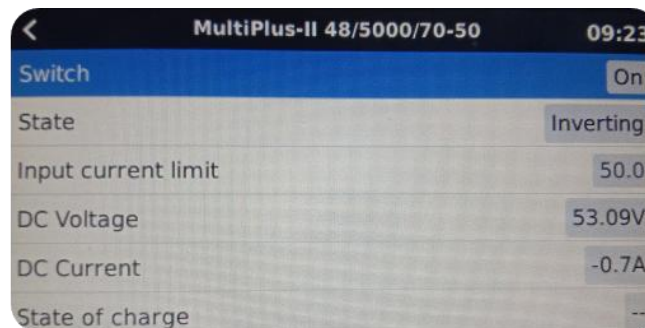 MultiPlus-II 48/5000/70-50 09:23
Switch On
State Inverting
Input current limit 50.0
DC Voltage 53.09V
DC Current -0.7A
State of charge --